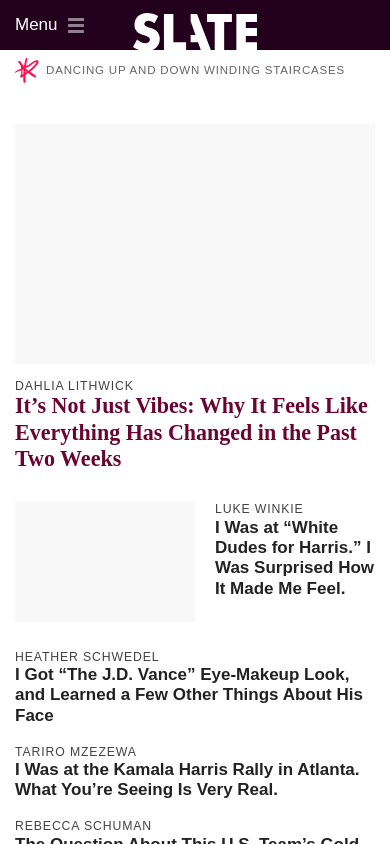 Menu
SLATE
DANCING UP AND DOWN WINDING STAIRCASES
DAHLIA LITHWICK
It’s Not Just Vibes: Why It Feels Like
Everything Has Changed in the Past
Two Weeks
LUKE WINKIE
I Was at “White
Dudes for Harris.” I
Was Surprised How
It Made Me Feel.
HEATHER SCHWEDEL
I Got “The J.D. Vance” Eye-Makeup Look,
and Learned a Few Other Things About His
Face
TARIRO MZEZEWA
I Was at the Kamala Harris Rally in Atlanta.
What You’re Seeing Is Very Real.
REBECCA SCHUMAN
The Question About This U.S. Team’s Gold